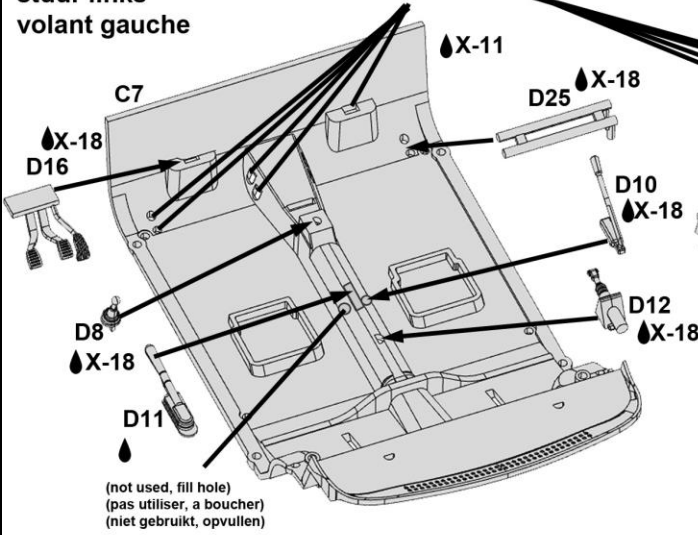 stuur links
volant gauche
X-11
C7
X-18
D25
X-18
D16
D10
X-18
D8
X-18
D12
X-18
D11
(not used, fill hole)
(pas utiliser, a boucher)
(niet gebruikt, opvullen)